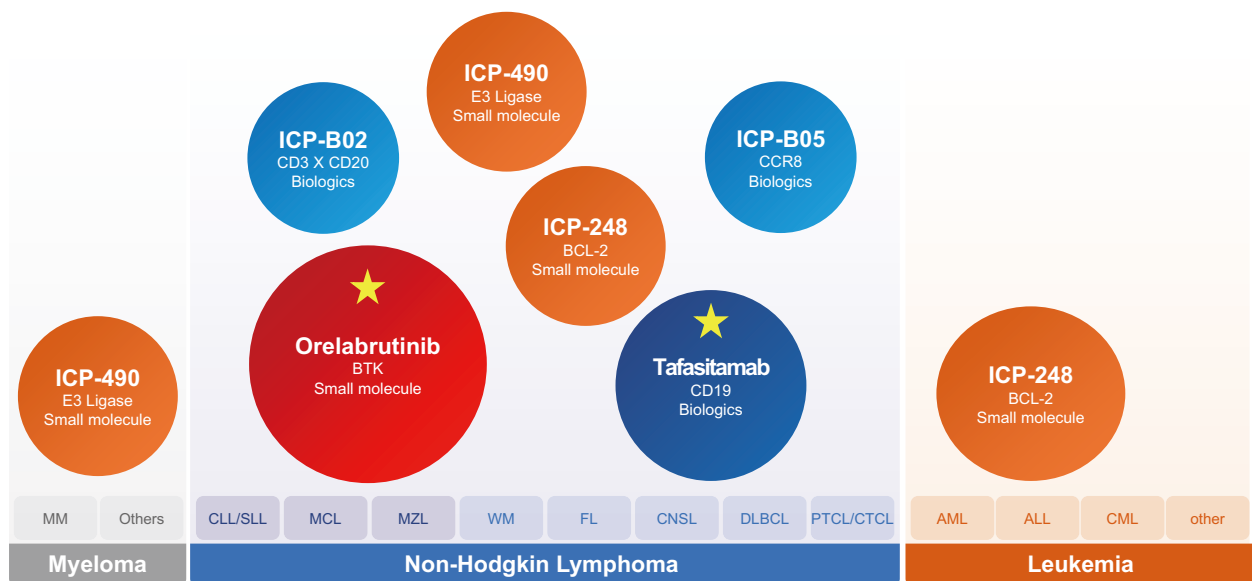 ICP-490
E3 Ligase
Small molecule
ICP-B02
CD3 X CD20
Biologics
ICP-B05
CCR8
Biologics
ICP-248
BCL-2
Small molecule
Orelabrutinib
BTK
Small molecule
Tafasitamab
CD19
Biologics
ICP-490
E3 Ligase
Small molecule
ICP-248
BCL-2
Small molecule
MM
Others
CLL/SLL
MCL
MZL
WM
FL
CNSL
DLBCL
PTCL/CTCL
AML
ALL
CML
other
Myeloma
Non-Hodgkin Lymphoma
Leukemia